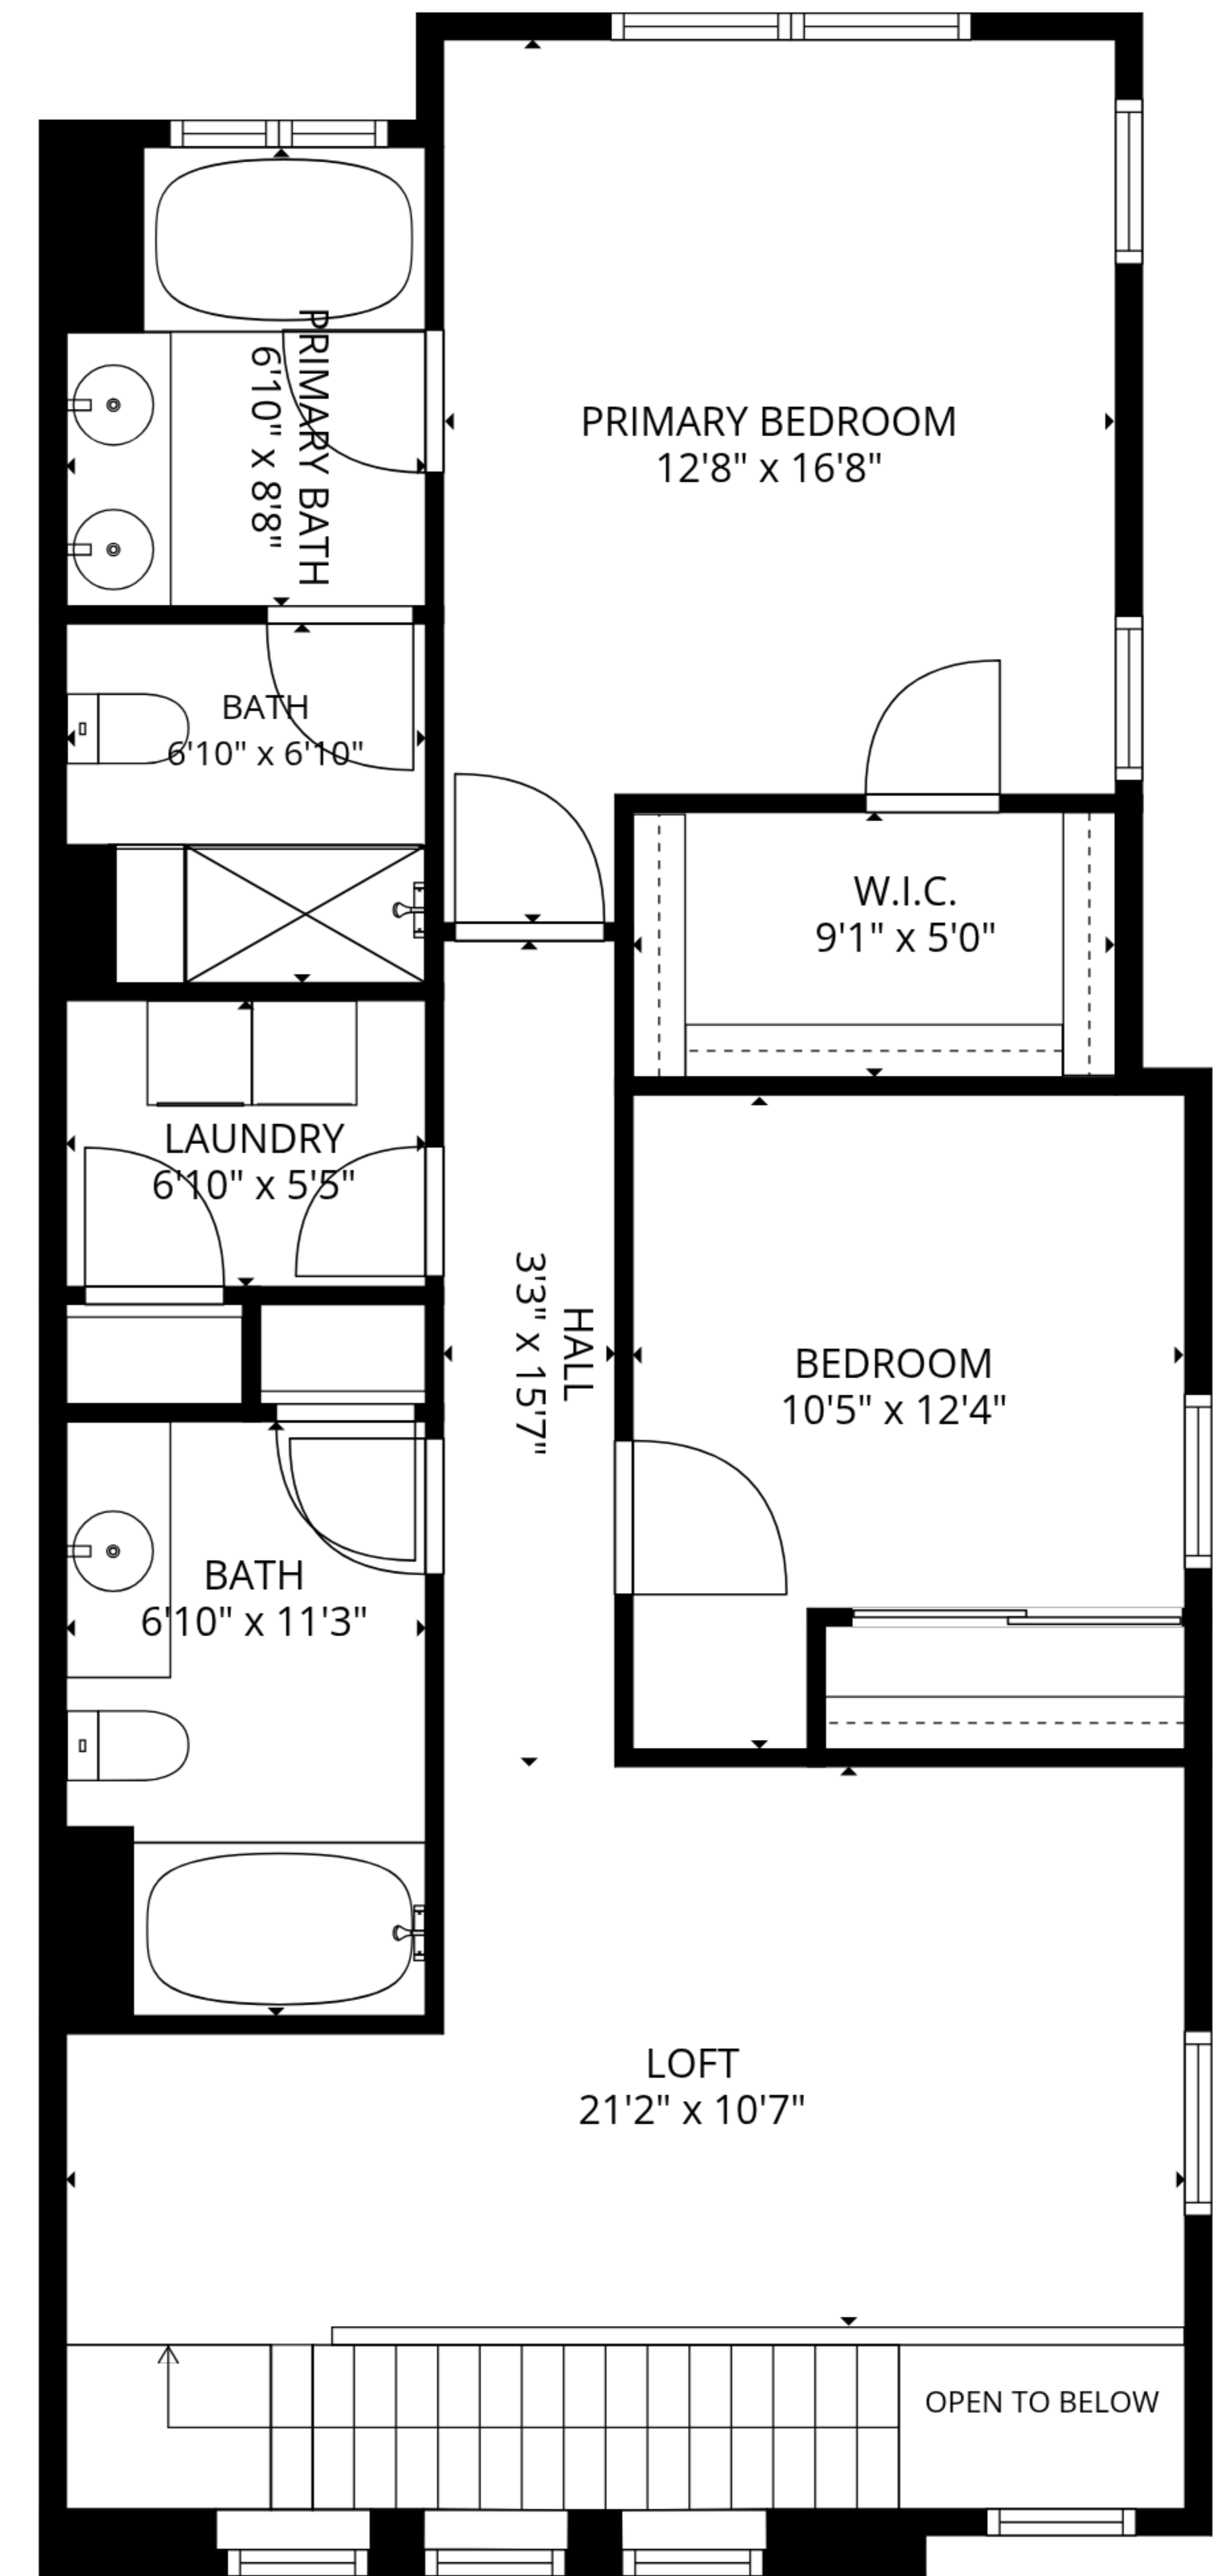 PRIMARY BATH
6'10" x 8'8"
PRIMARY BEDROOM
12'8" x 16'8"
BATH
6'10" x 6'10"
W.I.C.
9'1" x 5'0"
LAUNDRY
6'10" x 5'5"
HALL
3'3" x 15'7"
BEDROOM
10'5" x 12'4"
BATH
6'10" x 11'3"
LOFT
21'2" x 10'7"
OPEN TO BELOW